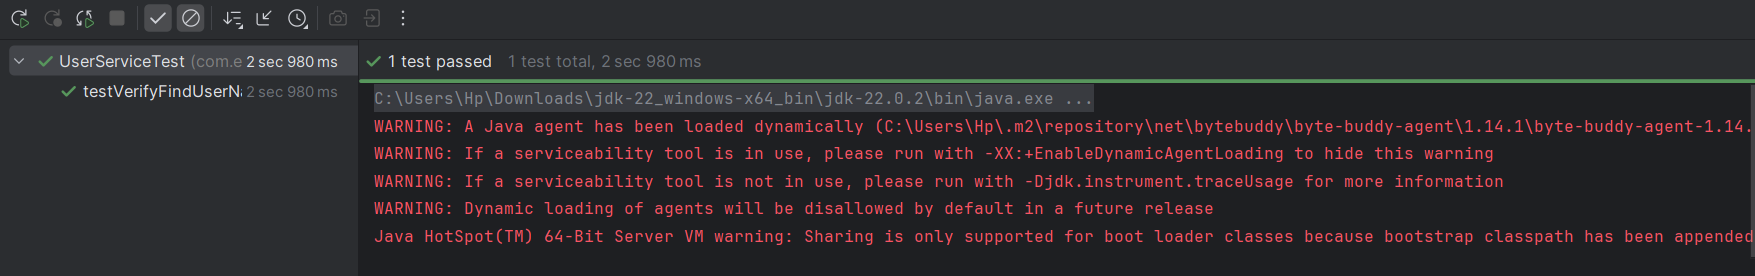 UserServiceTest (com.e 2 sec 980 ms
testVerifyFindUserNa 2 sec 980 ms
1 test passed 1 test total, 2 sec 980 ms
C:\Users\Hp\Downloads\jdk-22_windows-x64_bin\jdk-22.0.2\bin\java.exe ...
WARNING: A Java agent has been loaded dynamically (C:\Users\Hp\.m2\repository\net\bytebuddy\byte-buddy-agent\1.14.1\byte-buddy-agent-1.14.
WARNING: If a serviceability tool is in use, please run with -XX:+EnableDynamicAgentLoading to hide this warning
WARNING: If a serviceability tool is not in use, please run with -Djdk.instrument.traceUsage for more information
WARNING: Dynamic loading of agents will be disallowed by default in a future release
Java HotSpot(TM) 64-Bit Server VM warning: Sharing is only supported for boot loader classes because bootstrap classpath has been appended